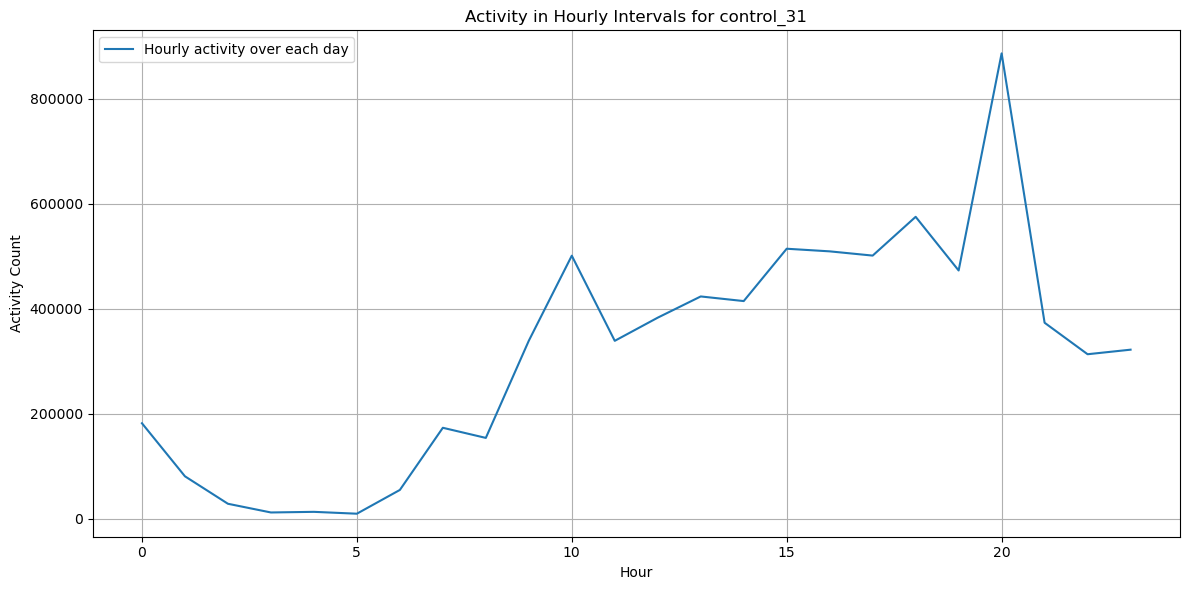 Activity in Hourly Intervals for control_31
Hourly activity over each day
Activity Count
800000
600000
400000
200000
0
0 5 10 15 20
Hour